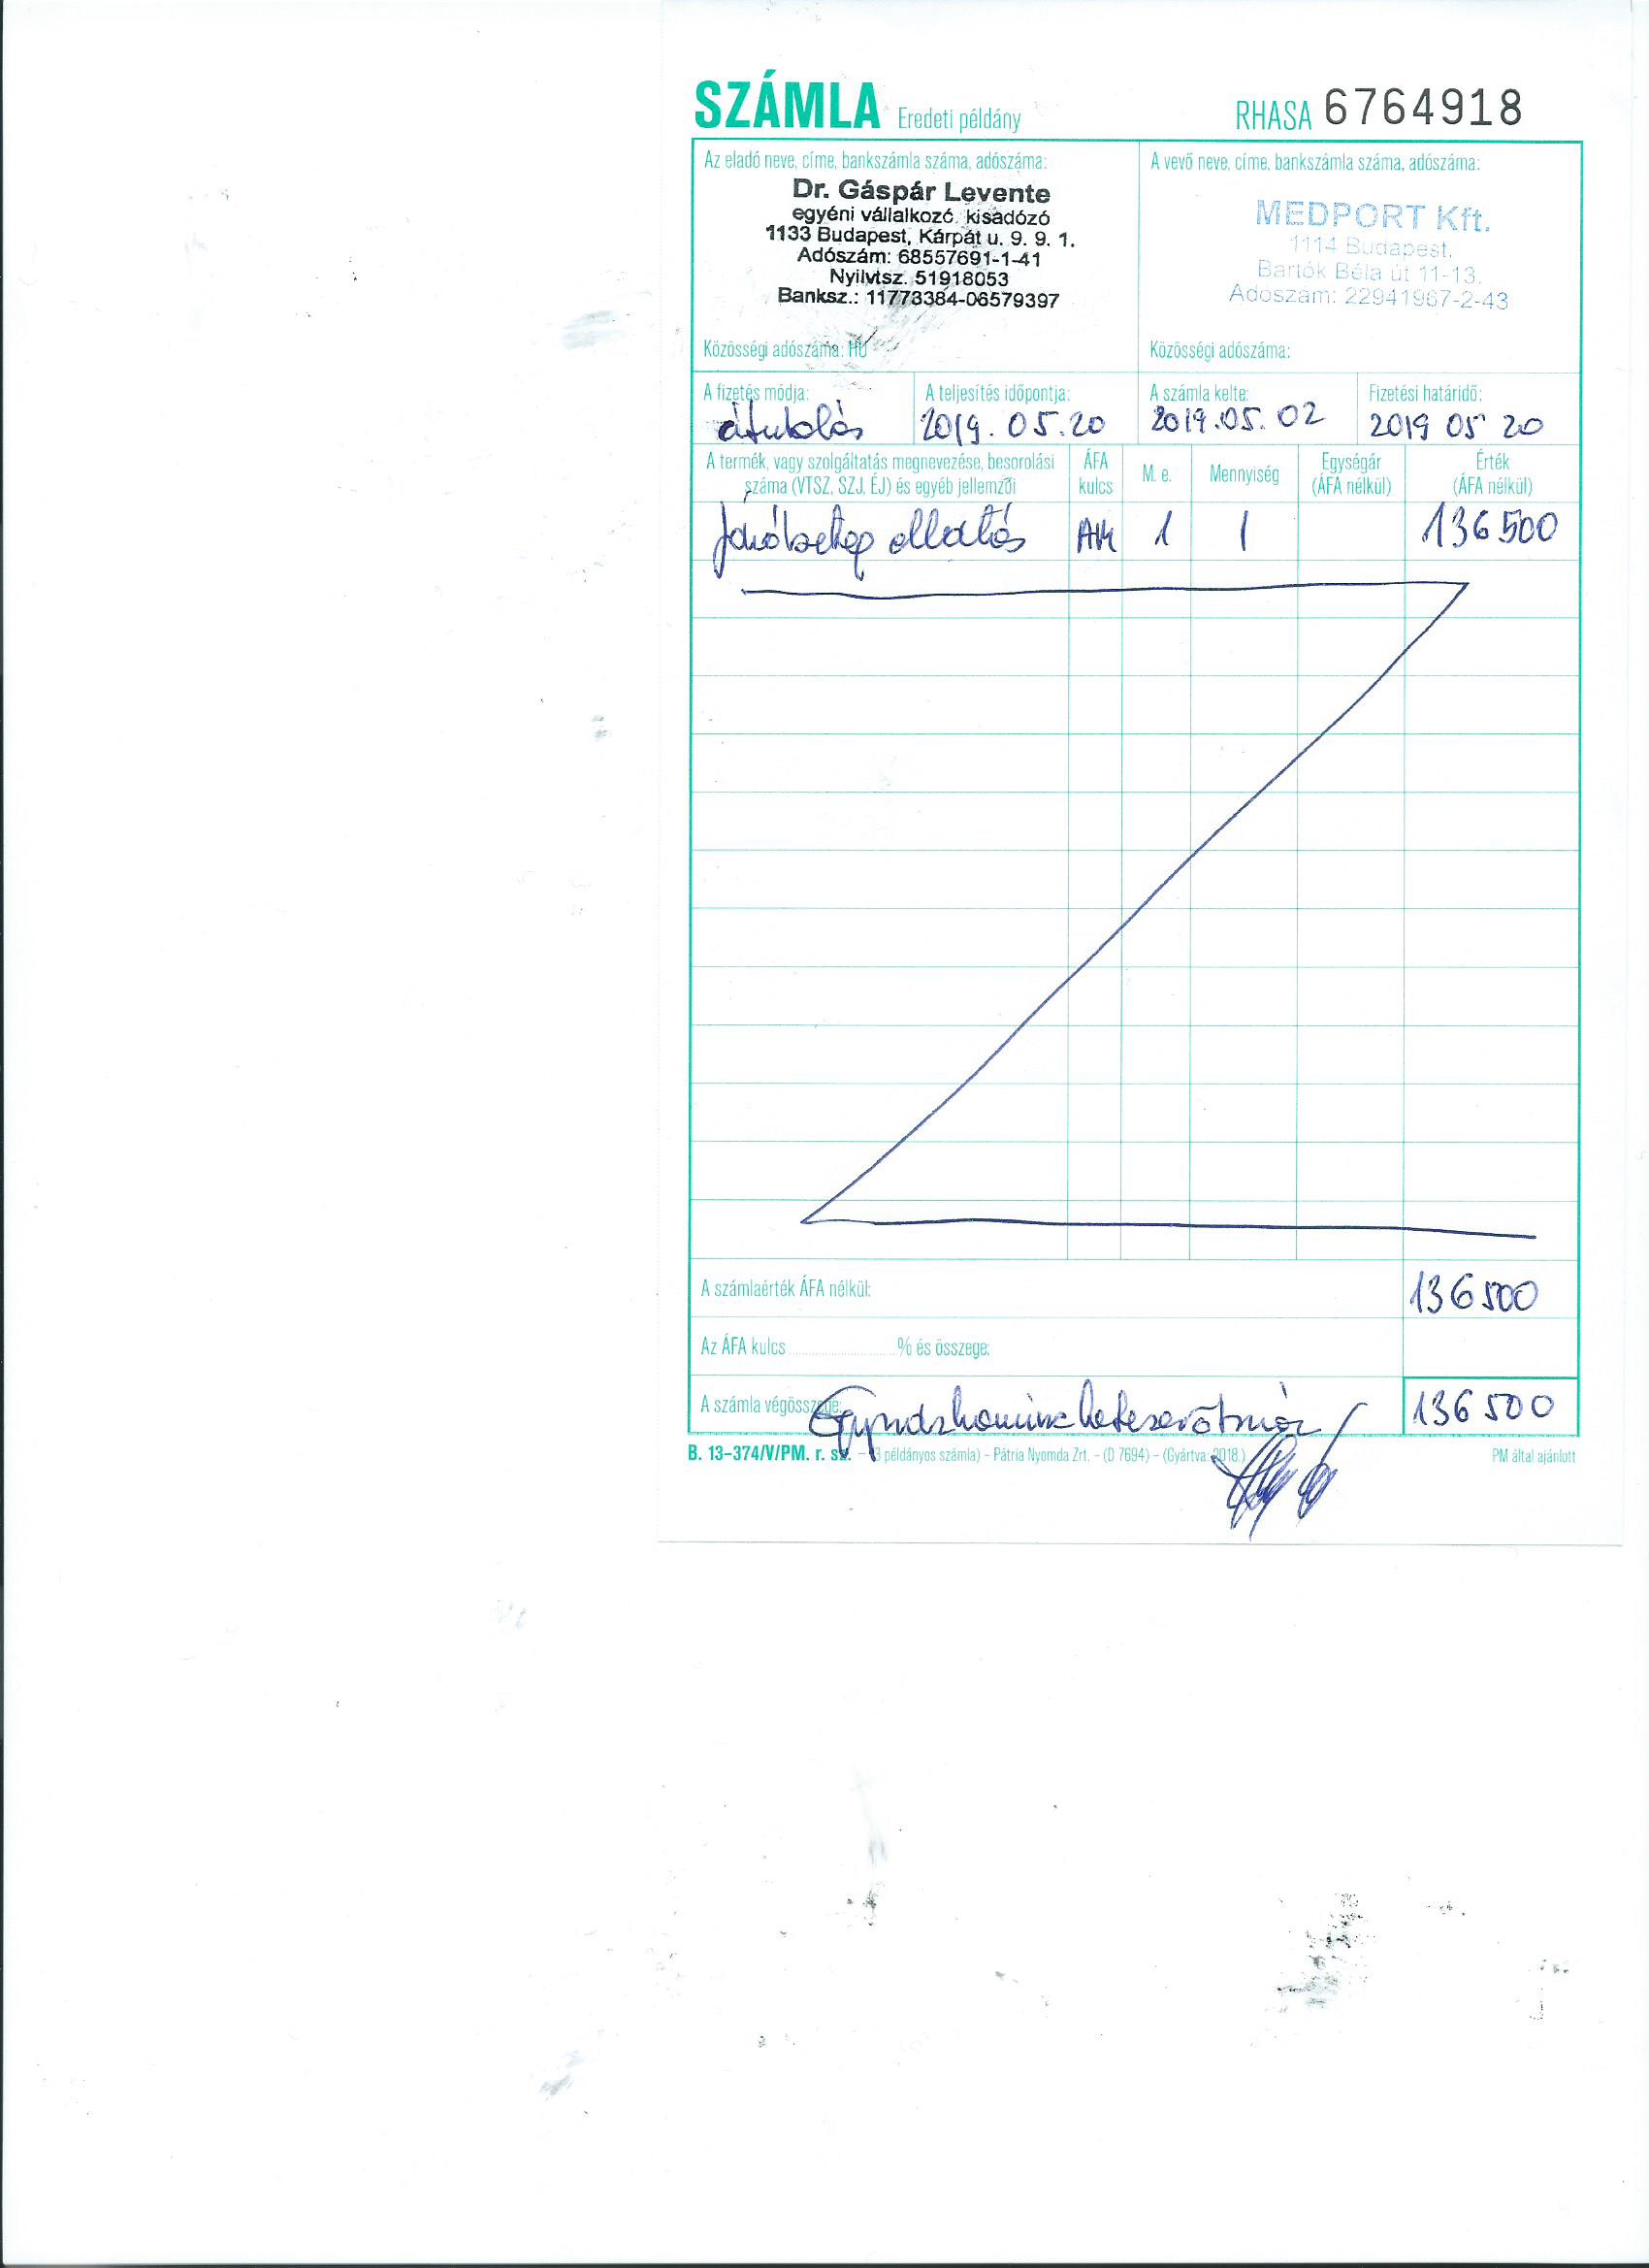 SZÁMLA Eredeti példány RHASA 6764918
Az eladó neve, címe, bankszámla száma, adószáma:
Dr. Gáspár Levente
egyéni vállalkozó, kisadózó
1133 Budapest, Kárpát u. 9. 9. 1.
Adószám: 68557691-1-41
Nyilvtsz. 51918053
Banksz.: 11773384-06579397
Közösségi adószáma: HU
A vevő neve, címe, bankszámla száma, adószáma:
MEDPORT Kft.
1114 Budapest,
Bartók Béla út 11-13.
Adószám: 22941967-2-43
Közösségi adószáma:
A fizetés módja: A teljesítés időpontja: A számla kelte: Fizetési határidő:
átutalás 2019. 05. 20 2019. 05. 02 2019 05 20
A termék, vagy szolgáltatás megnevezése, besorolási száma (VTSZ, SZJ, ÉJ) és egyéb jellemzői ÁFA kulcs M. e. Mennyiség Egységár (ÁFA nélkül) Érték (ÁFA nélkül)
Járóbeteg ellátás 1 1 136 500
A számlaérték ÁFA nélkül: 136 500
Az ÁFA kulcs ........................% és összege:
A számla végösszege: 136 500
B. 13–374/V/PM. r. sz. – (3 példányos számla) – Pátria Nyomda Zrt. – (D 7694) – (Gyártva: 2018.) PM által ajánlott